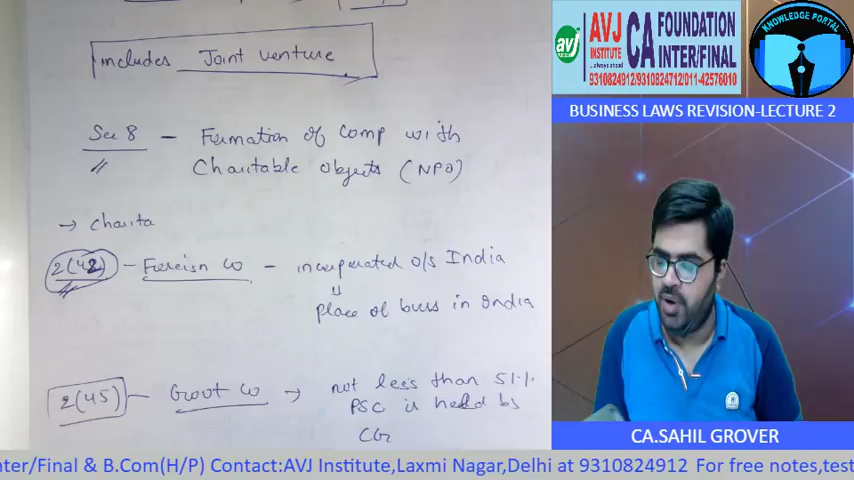 includes Joint venture
Sec 8 - Formation of Comp with
Charitable Objects (NPO)
→ Charita
2(42) - Foreign Co - incorporated o/s India
⇓
place of buss in India
2(45) - Govt Co → not less than 51%
PSC is held by
CG
avj
AVJ
INSTITUTE
...always ahead
CA
FOUNDATION
INTER/FINAL
9310824912/9310824712/011-42576010
KNOWLEDGE PORTAL
BUSINESS LAWS REVISION-LECTURE 2
CA.SAHIL GROVER
nter/Final & B.Com(H/P) Contact:AVJ Institute,Laxmi Nagar,Delhi at 9310824912 For free notes,test